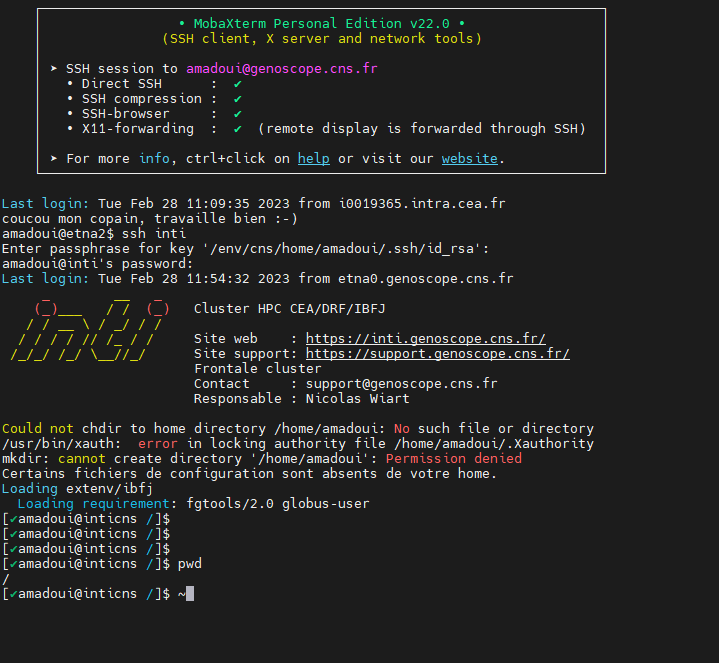 • MobaXterm Personal Edition v22.0 •
(SSH client, X server and network tools)
➤ SSH session to amadoui@genoscope.cns.fr
• Direct SSH      :  ✔
• SSH compression :  ✔
• SSH-browser     :  ✔
• X11-forwarding  :  ✔  (remote display is forwarded through SSH)
➤ For more info, ctrl+click on help or visit our website.
Last login: Tue Feb 28 11:09:35 2023 from i0019365.intra.cea.fr
coucou mon copain, travaille bien :-)
amadoui@etna2$ ssh inti
Enter passphrase for key '/env/cns/home/amadoui/.ssh/id_rsa':
amadoui@inti's password:
Last login: Tue Feb 28 11:54:32 2023 from etna0.genoscope.cns.fr
Cluster HPC CEA/DRF/IBFJ
Site web    : https://inti.genoscope.cns.fr/
Site support: https://support.genoscope.cns.fr/
Frontale cluster
Contact     : support@genoscope.cns.fr
Responsable : Nicolas Wiart
Could not chdir to home directory /home/amadoui: No such file or directory
/usr/bin/xauth:  error in locking authority file /home/amadoui/.Xauthority
mkdir: cannot create directory '/home/amadoui': Permission denied
Certains fichiers de configuration sont absents de votre home.
Loading extenv/ibfj
  Loading requirement: fgtools/2.0 globus-user
[✔amadoui@inticns /]$
[✔amadoui@inticns /]$
[✔amadoui@inticns /]$
[✔amadoui@inticns /]$ pwd
/
[✔amadoui@inticns /]$ ~